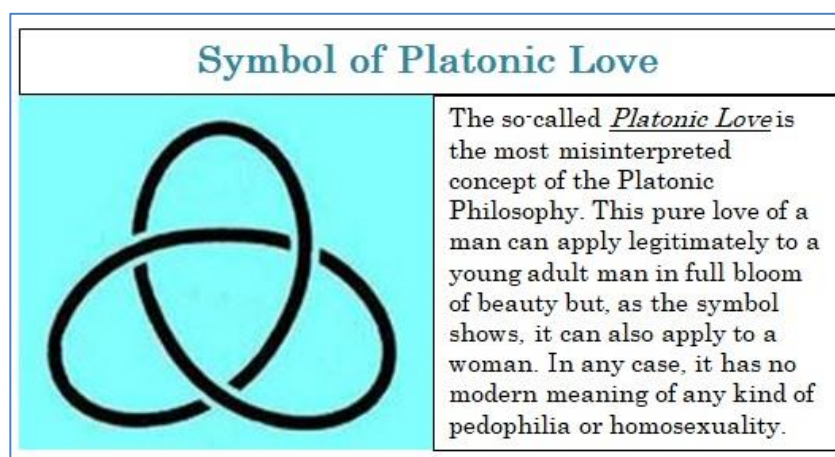 Symbol of Platonic Love
The so-called Platonic Love is
the most misinterpreted
concept of the Platonic
Philosophy. This pure love of a
man can apply legitimately to a
young adult man in full bloom
of beauty but, as the symbol
shows, it can also apply to a
woman. In any case, it has no
modern meaning of any kind of
pedophilia or homosexuality.